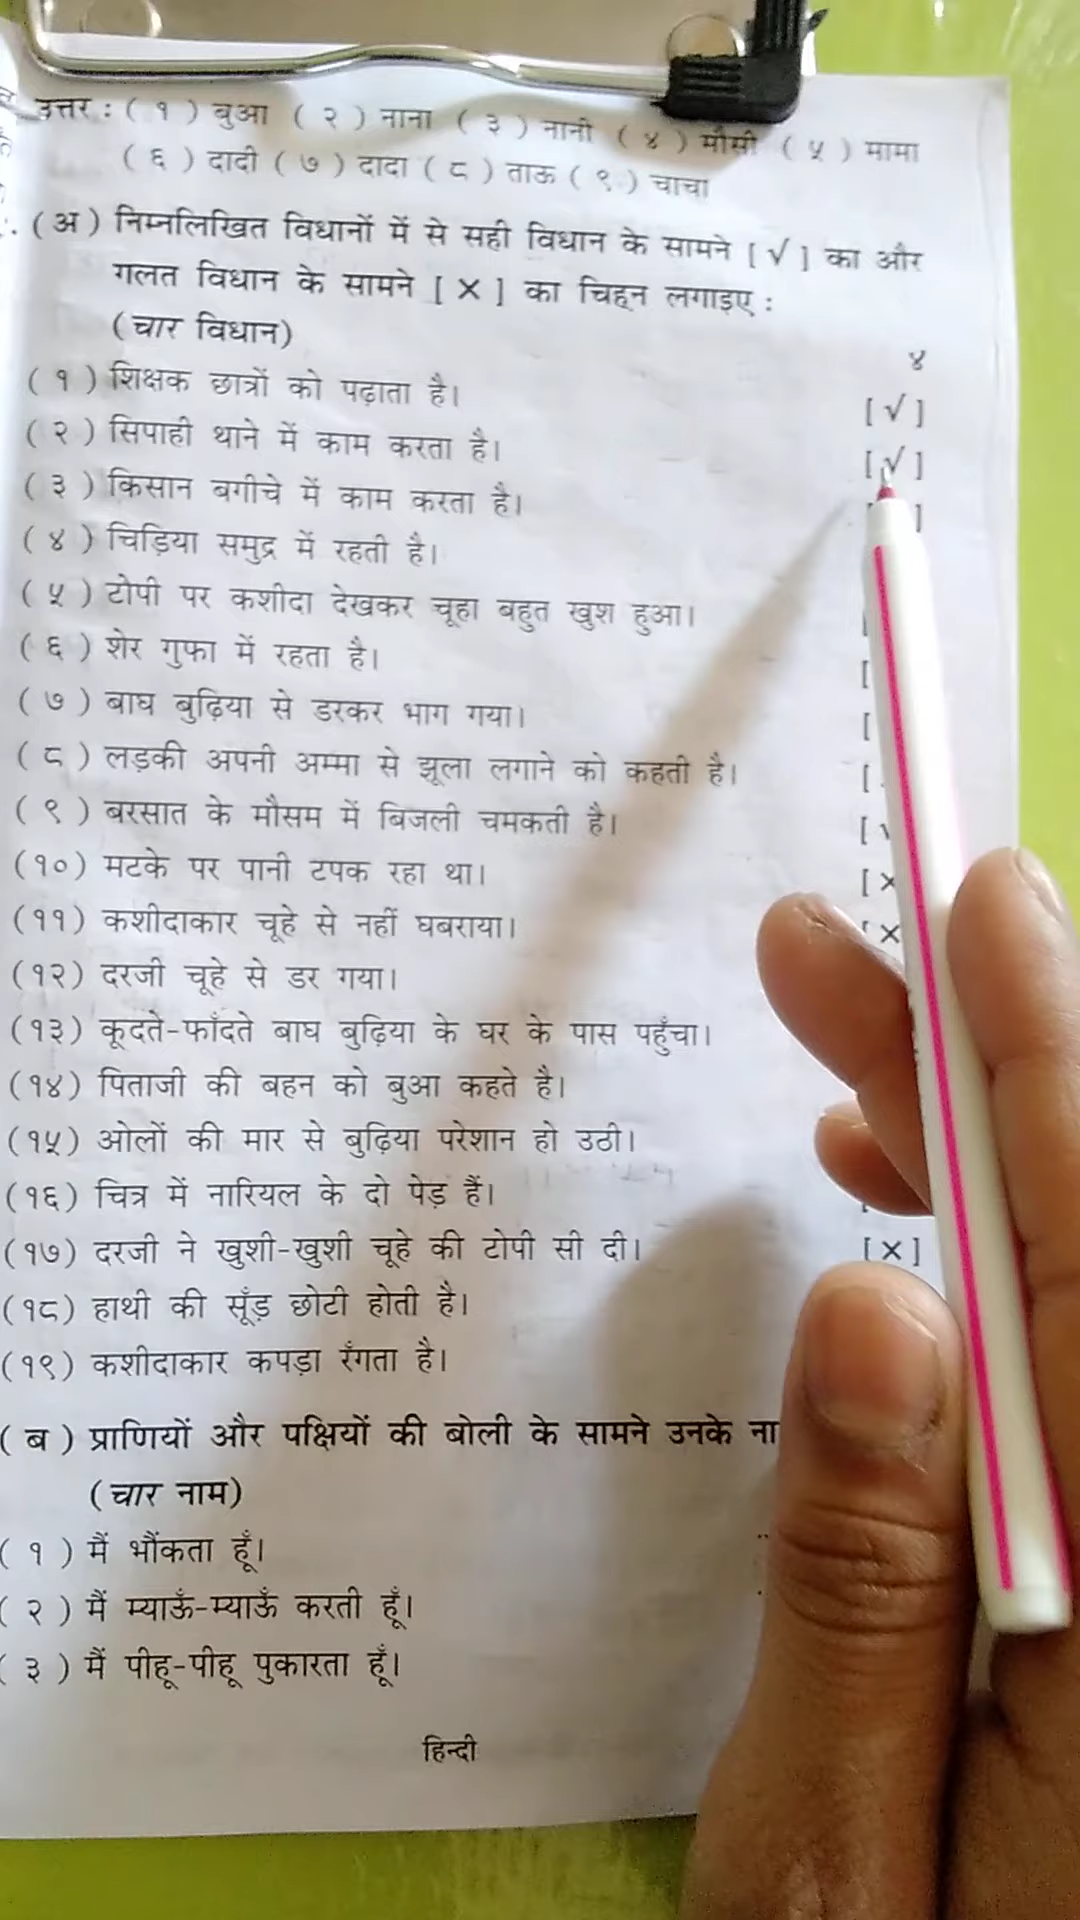 उत्तर : ( १ ) बुआ ( २ ) नाना ( ३ ) नानी ( ४ ) मौसी ( ५ ) मामा
( ६ ) दादी ( ७ ) दादा ( ८ ) ताऊ ( ९ ) चाचा
( अ ) निम्नलिखित विधानों में से सही विधान के सामने [ √ ] का और
गलत विधान के सामने [ X ] का चिह्न लगाइए :
(चार विधान) ४
( १ ) शिक्षक छात्रों को पढ़ाता है। [ √ ]
( २ ) सिपाही थाने में काम करता है। [ √ ]
( ३ ) किसान बगीचे में काम करता है।
( ४ ) चिड़िया समुद्र में रहती है।
( ५ ) टोपी पर कशीदा देखकर चूहा बहुत खुश हुआ।
( ६ ) शेर गुफा में रहता है।
( ७ ) बाघ बुढ़िया से डरकर भाग गया।
( ८ ) लड़की अपनी अम्मा से झूला लगाने को कहती है।
( ९ ) बरसात के मौसम में बिजली चमकती है।
(१०) मटके पर पानी टपक रहा था। [ X
(११) कशीदाकार चूहे से नहीं घबराया। [ X
(१२) दरजी चूहे से डर गया।
(१३) कूदते-फाँदते बाघ बुढ़िया के घर के पास पहुँचा।
(१४) पिताजी की बहन को बुआ कहते है।
(१५) ओलों की मार से बुढ़िया परेशान हो उठी।
(१६) चित्र में नारियल के दो पेड़ हैं।
(१७) दरजी ने खुशी-खुशी चूहे की टोपी सी दी। [ X ]
(१८) हाथी की सूँड़ छोटी होती है।
(१९) कशीदाकार कपड़ा रँगता है।
( ब ) प्राणियों और पक्षियों की बोली के सामने उनके ना
(चार नाम)
( १ ) मैं भौंकता हूँ।
( २ ) मैं म्याऊँ-म्याऊँ करती हूँ।
( ३ ) मैं पीहू-पीहू पुकारता हूँ।
हिन्दी